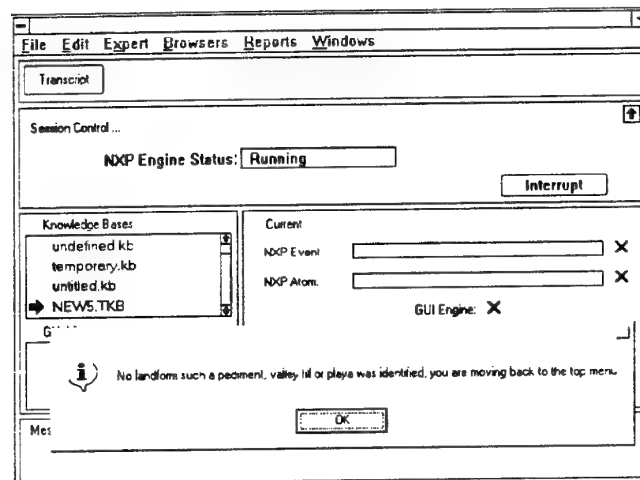 File Edit Expert Browsers Reports Windows
Transcript
Session Control ...
NXP Engine Status: Running
Interrupt
Knowledge Bases
undefined.kb
temporary.kb
untitled.kb
NEW5.TKB
Current
NXP Event
NXP Atom:
GUI Engine:
No landform such a pediment, valley fill or playa was identified, you are moving back to the top menu
OK
Mes